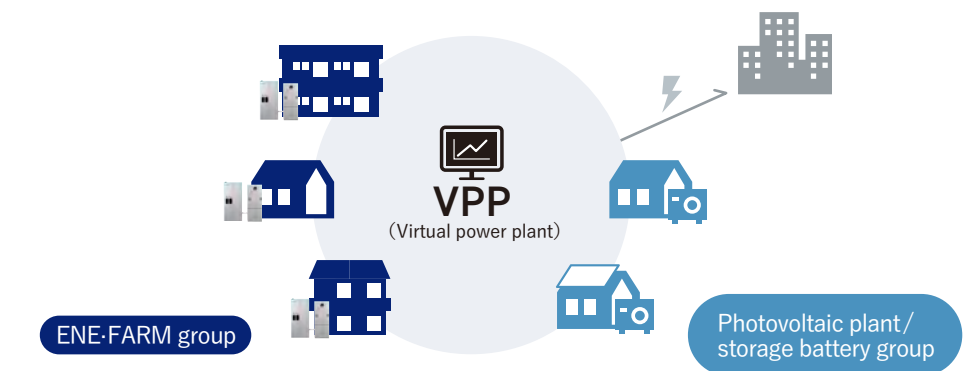 VPP
（Virtual power plant）
ENE·FARM group
Photovoltaic plant/
storage battery group